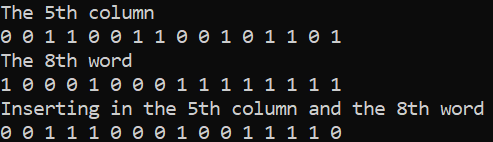 The 5th column
0 0 1 1 0 0 1 1 0 0 1 0 1 1 0 1
The 8th word
1 0 0 0 1 0 0 0 1 1 1 1 1 1 1 1
Inserting in the 5th column and the 8th word
0 0 1 1 1 0 0 0 1 0 0 1 1 1 1 0